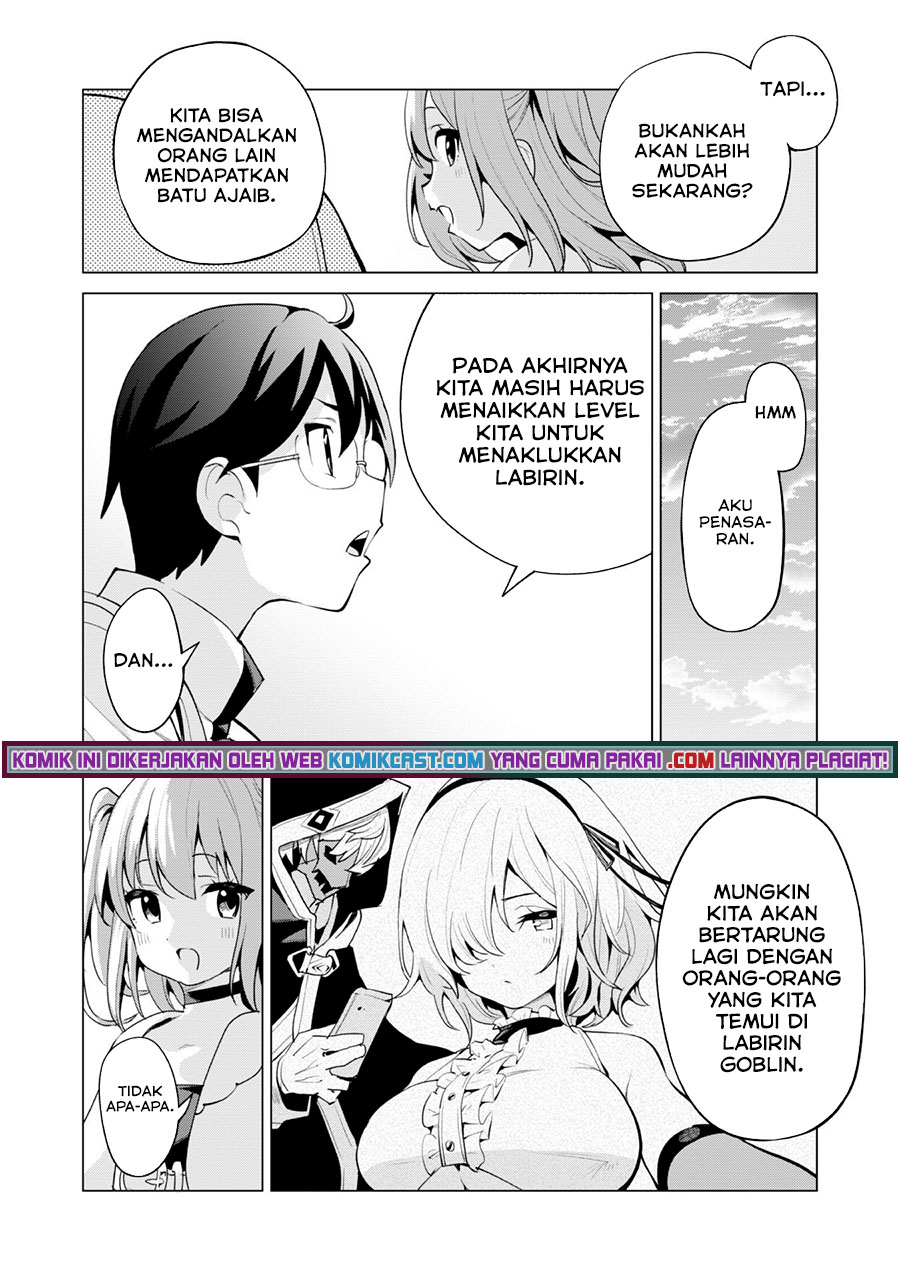 TAPI...
BUKANKAH
AKAN LEBIH
MUDAH
SEKARANG?
KITA BISA
MENGANDALKAN
ORANG LAIN
MENDAPATKAN
BATU AJAIB.
HMM
AKU
PENASA-
RAN.
PADA AKHIRNYA
KITA MASIH HARUS
MENAIKKAN LEVEL
KITA UNTUK
MENAKLUKKAN
LABIRIN.
DAN...
KOMIK INI DIKERJAKAN OLEH WEB KOMIKCAST.COM YANG CUMA PAKAI .COM LAINNYA PLAGIAT!
MUNGKIN
KITA AKAN
BERTARUNG
LAGI DENGAN
ORANG-ORANG
YANG KITA
TEMUI DI
LABIRIN
GOBLIN.
TIDAK
APA-APA.